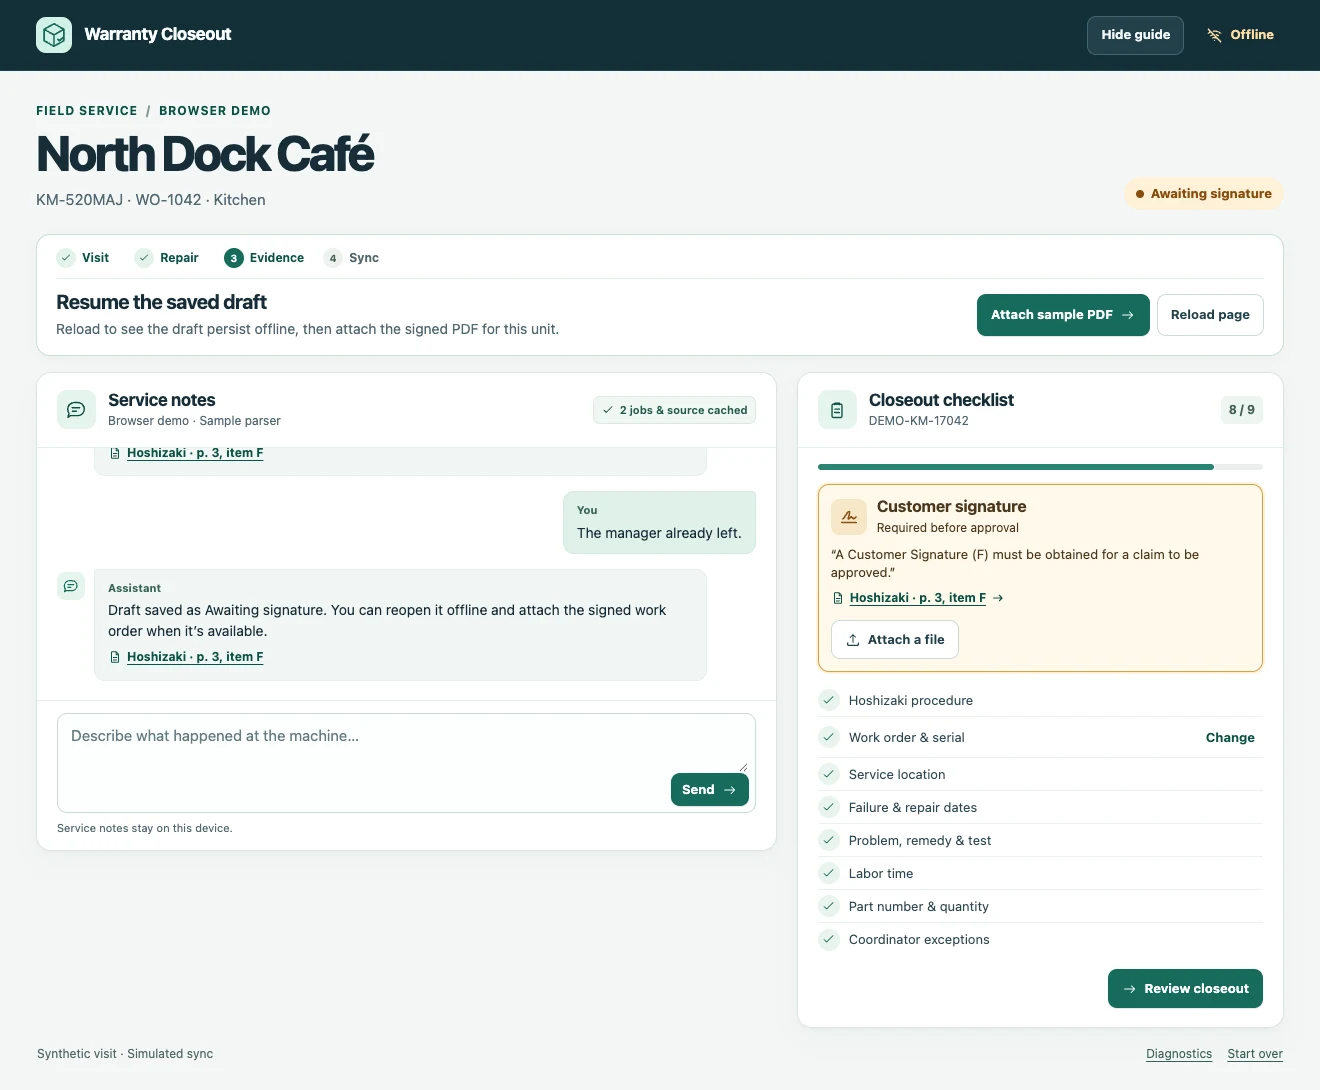 Warranty Closeout
Hide guide
Offline
FIELD SERVICE / BROWSER DEMO
North Dock Café
KM-520MAJ · WO-1042 · Kitchen
Awaiting signature
Visit
Repair
3 Evidence
4 Sync
Resume the saved draft
Reload to see the draft persist offline, then attach the signed PDF for this unit.
Attach sample PDF →
Reload page
Service notes
Browser demo · Sample parser
2 jobs & source cached
Hoshizaki · p. 3, item F
You
The manager already left.
Assistant
Draft saved as Awaiting signature. You can reopen it offline and attach the signed work
order when it’s available.
Hoshizaki · p. 3, item F
Describe what happened at the machine...
Send →
Service notes stay on this device.
Closeout checklist
DEMO-KM-17042
8 / 9
Customer signature
Required before approval
“A Customer Signature (F) must be obtained for a claim to be
approved.”
Hoshizaki · p. 3, item F →
Attach a file
Hoshizaki procedure
Work order & serial
Change
Service location
Failure & repair dates
Problem, remedy & test
Labor time
Part number & quantity
Coordinator exceptions
→ Review closeout
Synthetic visit · Simulated sync
Diagnostics
Start over